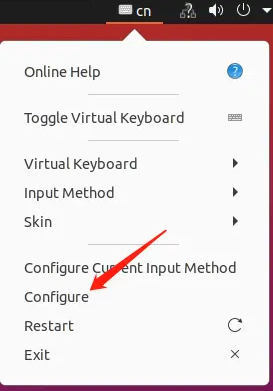 cn
Online Help
Toggle Virtual Keyboard
Virtual Keyboard
Input Method
Skin
Configure Current Input Method
Configure
Restart
Exit